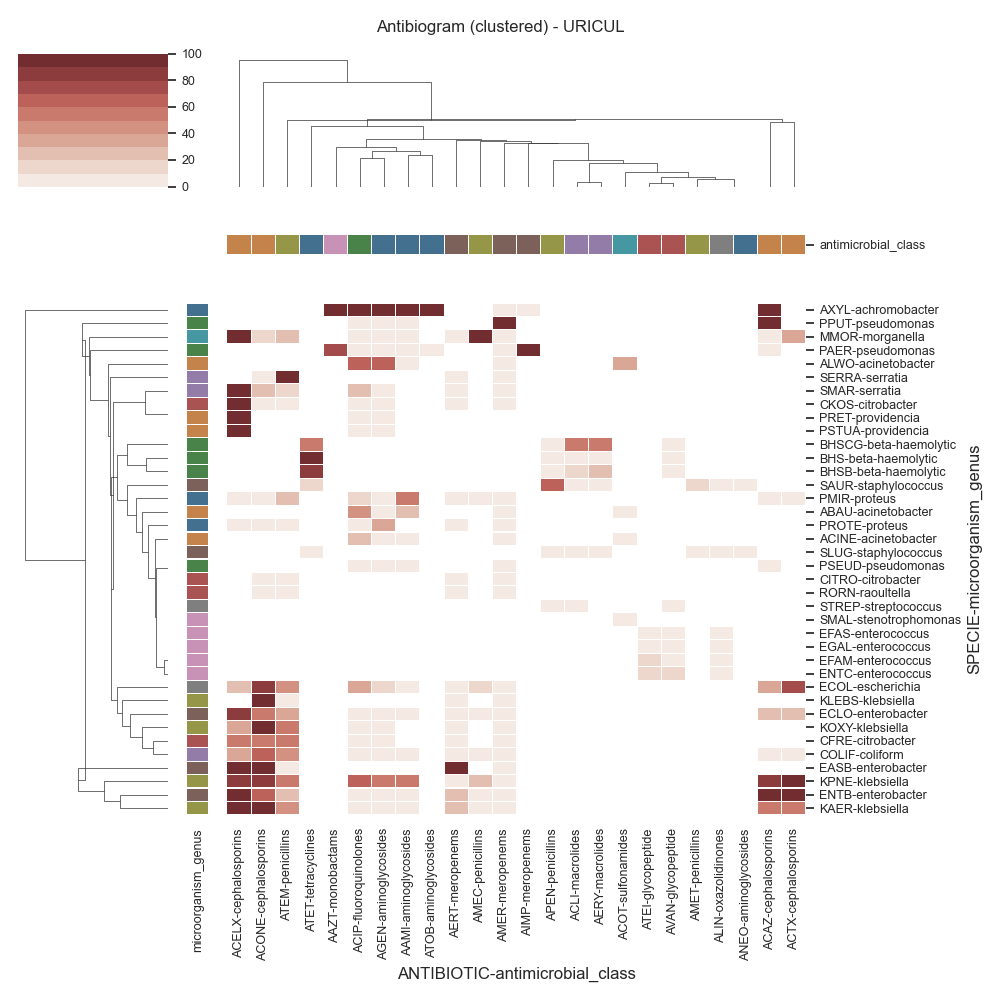 Antibiogram (clustered) - URICUL
100
80
60
40
20
0
antimicrobial_class
AXYL-achromobacter
PPUT-pseudomonas
MMOR-morganella
PAER-pseudomonas
ALWO-acinetobacter
SERRA-serratia
SMAR-serratia
CKOS-citrobacter
PRET-providencia
PSTUA-providencia
BHSCG-beta-haemolytic
BHS-beta-haemolytic
BHSB-beta-haemolytic
SAUR-staphylococcus
PMIR-proteus
ABAU-acinetobacter
PROTE-proteus
ACINE-acinetobacter
SLUG-staphylococcus
PSEUD-pseudomonas
CITRO-citrobacter
RORN-raoultella
STREP-streptococcus
SMAL-stenotrophomonas
EFAS-enterococcus
EGAL-enterococcus
EFAM-enterococcus
ENTC-enterococcus
ECOL-escherichia
KLEBS-klebsiella
ECLO-enterobacter
KOXY-klebsiella
CFRE-citrobacter
COLIF-coliform
EASB-enterobacter
KPNE-klebsiella
ENTB-enterobacter
KAER-klebsiella
SPECIE-microorganism_genus
microorganism_genus
ACELX-cephalosporins
ACONE-cephalosporins
ATEM-penicillins
ATET-tetracyclines
AAZT-monobactams
ACIP-fluoroquinolones
AGEN-aminoglycosides
AAMI-aminoglycosides
ATOB-aminoglycosides
AERT-meropenems
AMEC-penicillins
AMER-meropenems
AIMP-meropenems
APEN-penicillins
ACLI-macrolides
AERY-macrolides
ACOT-sulfonamides
ATEI-glycopeptide
AVAN-glycopeptide
AMET-penicillins
ALIN-oxazolidinones
ANEO-aminoglycosides
ACAZ-cephalosporins
ACTX-cephalosporins
ANTIBIOTIC-antimicrobial_class